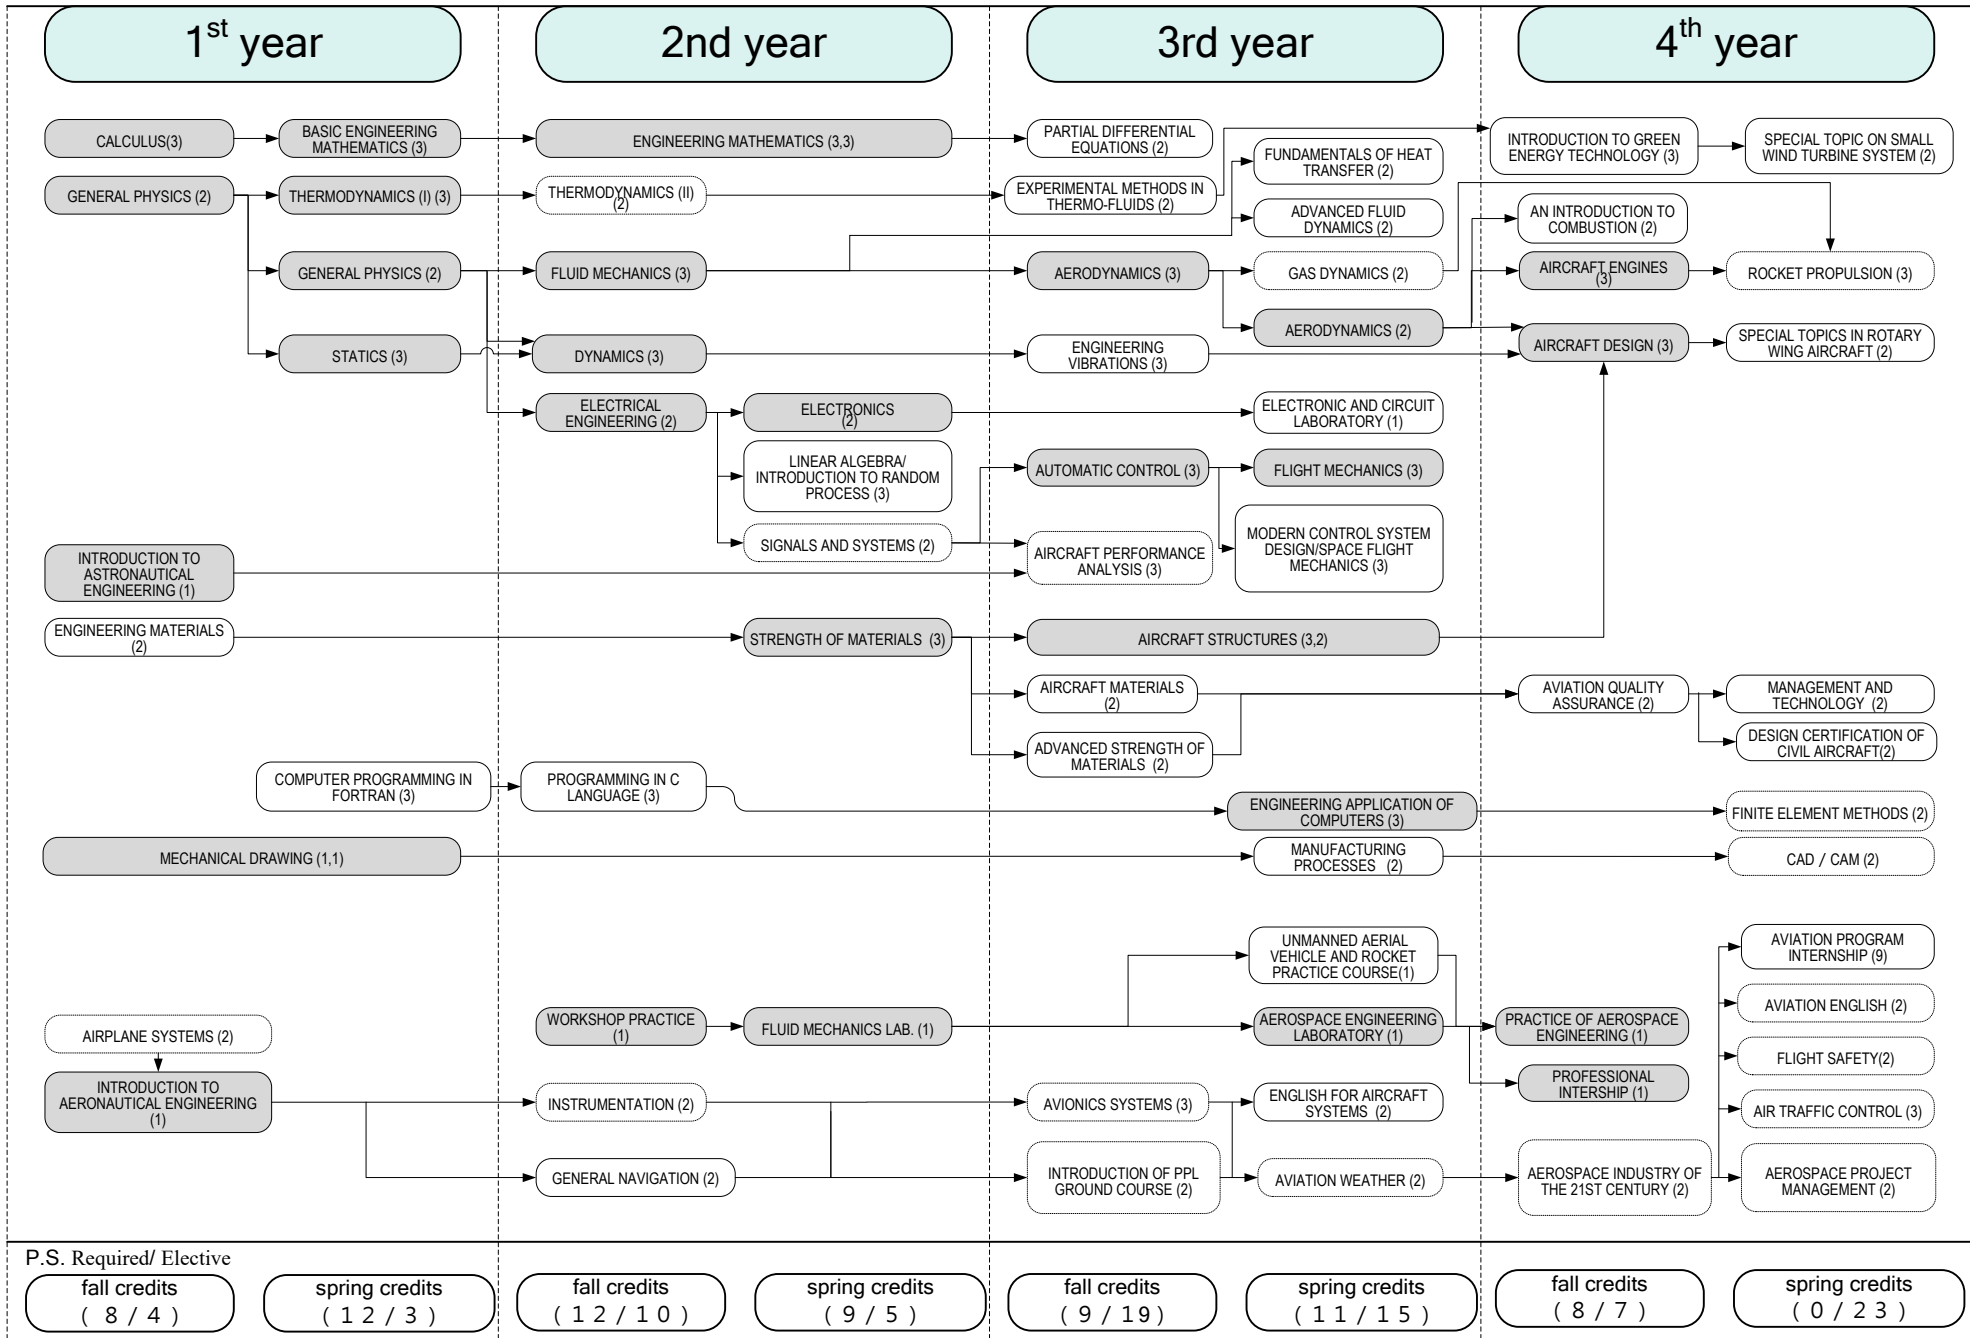 1st year
2nd year
3rd year
4th year
CALCULUS(3)
BASIC ENGINEERING
MATHEMATICS (3)
ENGINEERING MATHEMATICS (3,3)
PARTIAL DIFFERENTIAL
EQUATIONS (2)
INTRODUCTION TO GREEN
ENERGY TECHNOLOGY (3)
SPECIAL TOPIC ON SMALL
WIND TURBINE SYSTEM (2)
FUNDAMENTALS OF HEAT
TRANSFER (2)
GENERAL PHYSICS (2)
THERMODYNAMICS (I) (3)
THERMODYNAMICS (II)
(2)
EXPERIMENTAL METHODS IN
THERMO-FLUIDS (2)
ADVANCED FLUID
DYNAMICS (2)
AN INTRODUCTION TO
COMBUSTION (2)
GENERAL PHYSICS (2)
FLUID MECHANICS (3)
AERODYNAMICS (3)
GAS DYNAMICS (2)
AIRCRAFT ENGINES
(3)
ROCKET PROPULSION (3)
AERODYNAMICS (2)
STATICS (3)
DYNAMICS (3)
ENGINEERING
VIBRATIONS (3)
AIRCRAFT DESIGN (3)
SPECIAL TOPICS IN ROTARY
WING AIRCRAFT (2)
ELECTRICAL
ENGINEERING (2)
ELECTRONICS
(2)
ELECTRONIC AND CIRCUIT
LABORATORY (1)
LINEAR ALGEBRA/
INTRODUCTION TO RANDOM
PROCESS (3)
AUTOMATIC CONTROL (3)
FLIGHT MECHANICS (3)
SIGNALS AND SYSTEMS (2)
AIRCRAFT PERFORMANCE
ANALYSIS (3)
MODERN CONTROL SYSTEM
DESIGN/SPACE FLIGHT
MECHANICS (3)
INTRODUCTION TO
ASTRONAUTICAL
ENGINEERING (1)
ENGINEERING MATERIALS
(2)
STRENGTH OF MATERIALS (3)
AIRCRAFT STRUCTURES (3,2)
AIRCRAFT MATERIALS
(2)
AVIATION QUALITY
ASSURANCE (2)
MANAGEMENT AND
TECHNOLOGY (2)
ADVANCED STRENGTH OF
MATERIALS (2)
DESIGN CERTIFICATION OF
CIVIL AIRCRAFT(2)
COMPUTER PROGRAMMING IN
FORTRAN (3)
PROGRAMMING IN C
LANGUAGE (3)
ENGINEERING APPLICATION OF
COMPUTERS (3)
FINITE ELEMENT METHODS (2)
MECHANICAL DRAWING (1,1)
MANUFACTURING
PROCESSES (2)
CAD / CAM (2)
UNMANNED AERIAL
VEHICLE AND ROCKET
PRACTICE COURSE(1)
AVIATION PROGRAM
INTERNSHIP (9)
AIRPLANE SYSTEMS (2)
WORKSHOP PRACTICE
(1)
FLUID MECHANICS LAB. (1)
AEROSPACE ENGINEERING
LABORATORY (1)
PRACTICE OF AEROSPACE
ENGINEERING (1)
AVIATION ENGLISH (2)
FLIGHT SAFETY(2)
INTRODUCTION TO
AERONAUTICAL ENGINEERING
(1)
INSTRUMENTATION (2)
AVIONICS SYSTEMS (3)
ENGLISH FOR AIRCRAFT
SYSTEMS (2)
PROFESSIONAL
INTERSHIP (1)
AIR TRAFFIC CONTROL (3)
GENERAL NAVIGATION (2)
INTRODUCTION OF PPL
GROUND COURSE (2)
AVIATION WEATHER (2)
AEROSPACE INDUSTRY OF
THE 21ST CENTURY (2)
AEROSPACE PROJECT
MANAGEMENT (2)
P.S. Required/ Elective
fall credits
( 8 / 4 )
spring credits
( 1 2 / 3 )
fall credits
( 1 2 / 1 0 )
spring credits
( 9 / 5 )
fall credits
( 9 / 19 )
spring credits
( 1 1 / 1 5 )
fall credits
( 8 / 7 )
spring credits
( 0 / 2 3 )